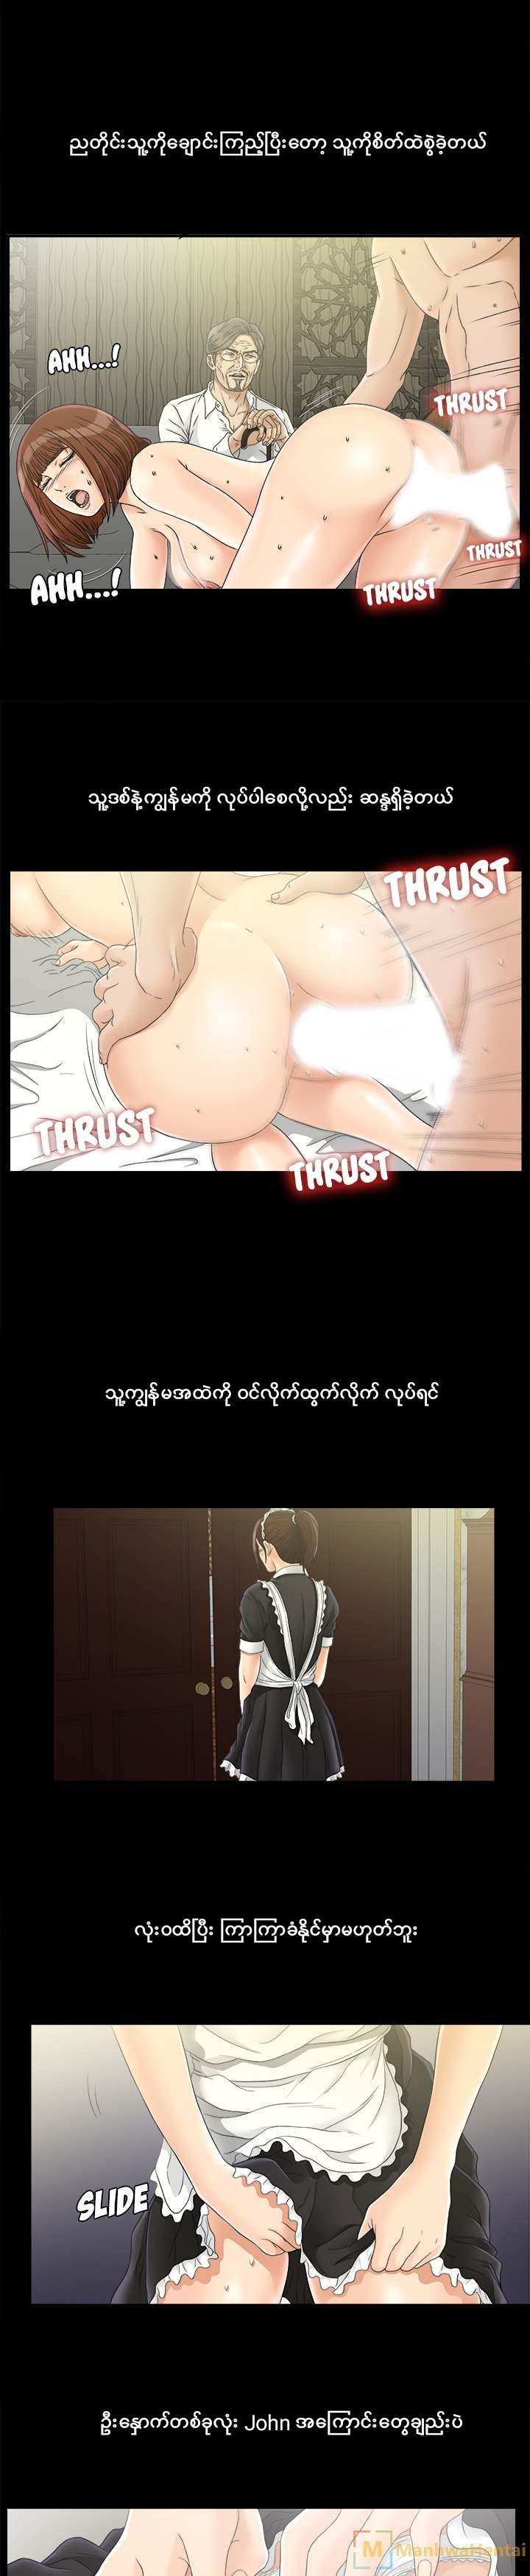 ညတိုင်းသူ့ကိုချောင်းကြည့်ပြီးတော့ သူ့ကိုစိတ်ထဲစွဲခဲ့တယ်
AHH...!
THRUST
THRUST
AHH...!
THRUST
သူ့ဒစ်နဲ့ကျွန်မကို လုပ်ပါစေလို့လည်း ဆန္ဒရှိခဲ့တယ်
THRUST
THRUST
THRUST
သူ့ကျွန်မအထဲကို ဝင်လိုက်ထွက်လိုက် လုပ်ရင်
လုံးဝထိပြီး ကြာကြာခံနိုင်မှာမဟုတ်ဘူး
SLIDE
ဦးနှောက်တစ်ခုလုံး John အကြောင်းတွေချည်းပဲ
M ManhwaHentai